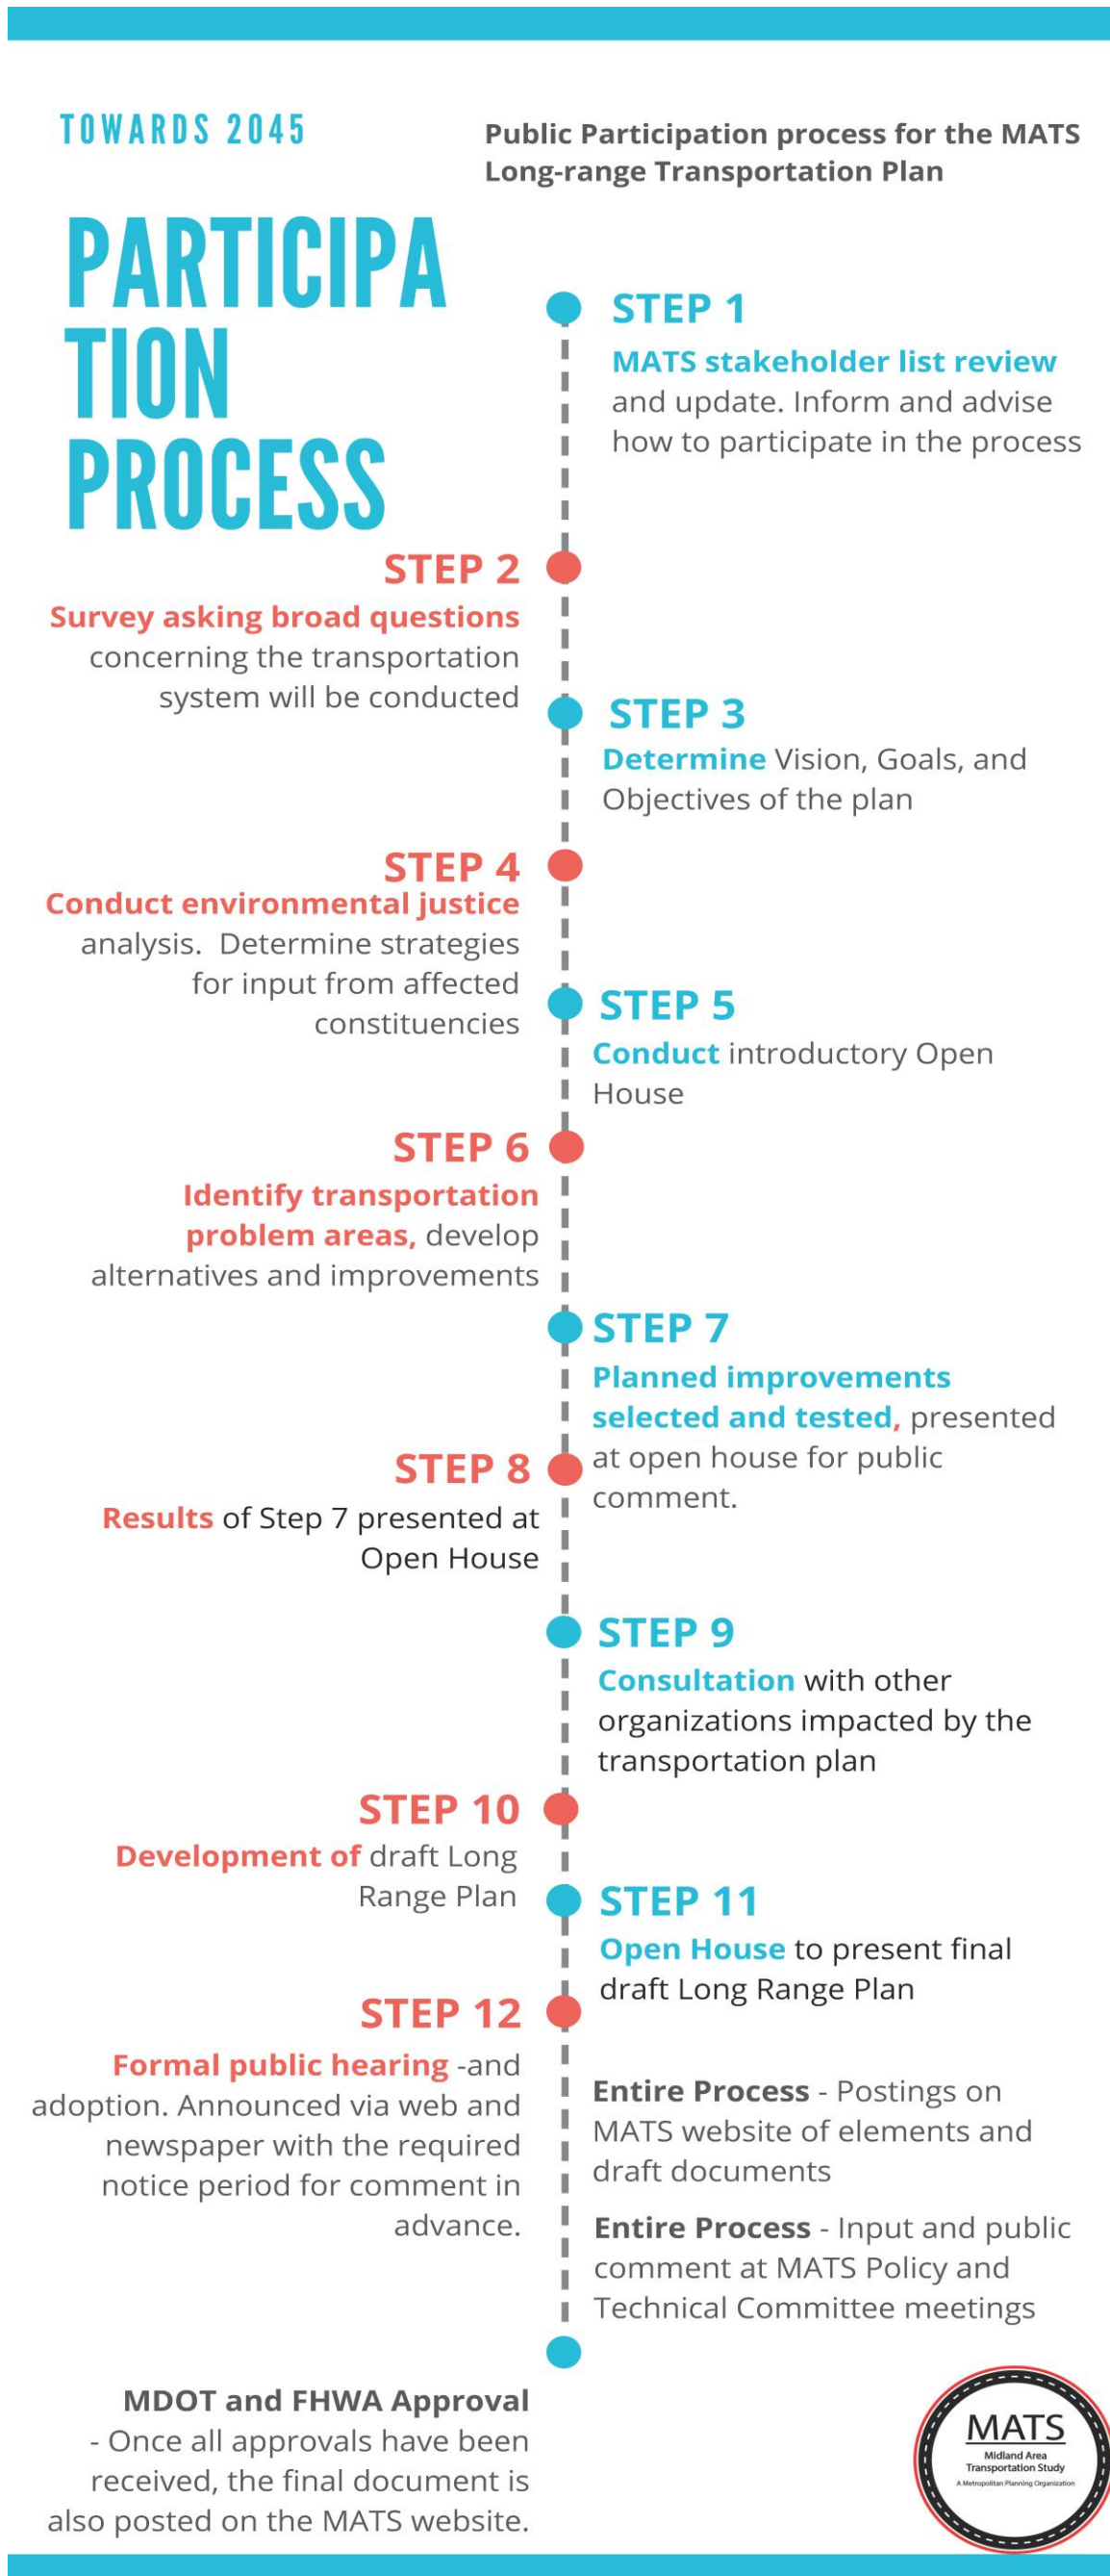 TOWARDS 2045
Public Participation process for the MATS
Long-range Transportation Plan
PARTICIPA
TION
PROCESS
STEP 1
MATS stakeholder list review
and update. Inform and advise
how to participate in the process
STEP 2
Survey asking broad questions
concerning the transportation
system will be conducted
STEP 3
Determine Vision, Goals, and
Objectives of the plan
STEP 4
Conduct environmental justice
analysis.  Determine strategies
for input from affected
constituencies
STEP 5
Conduct introductory Open
House
STEP 6
Identify transportation
problem areas, develop
alternatives and improvements
STEP 7
Planned improvements
selected and tested, presented
at open house for public
comment.
STEP 8
Results of Step 7 presented at
Open House
STEP 9
Consultation with other
organizations impacted by the
transportation plan
STEP 10
Development of draft Long
Range Plan
STEP 11
Open House to present final
draft Long Range Plan
STEP 12
Formal public hearing -and
adoption. Announced via web and
newspaper with the required
notice period for comment in
advance.
Entire Process - Postings on
MATS website of elements and
draft documents
Entire Process - Input and public
comment at MATS Policy and
Technical Committee meetings
MDOT and FHWA Approval
- Once all approvals have been
received, the final document is
also posted on the MATS website.
MATS
Midland Area
Transportation Study
A Metropolitan Planning Organization